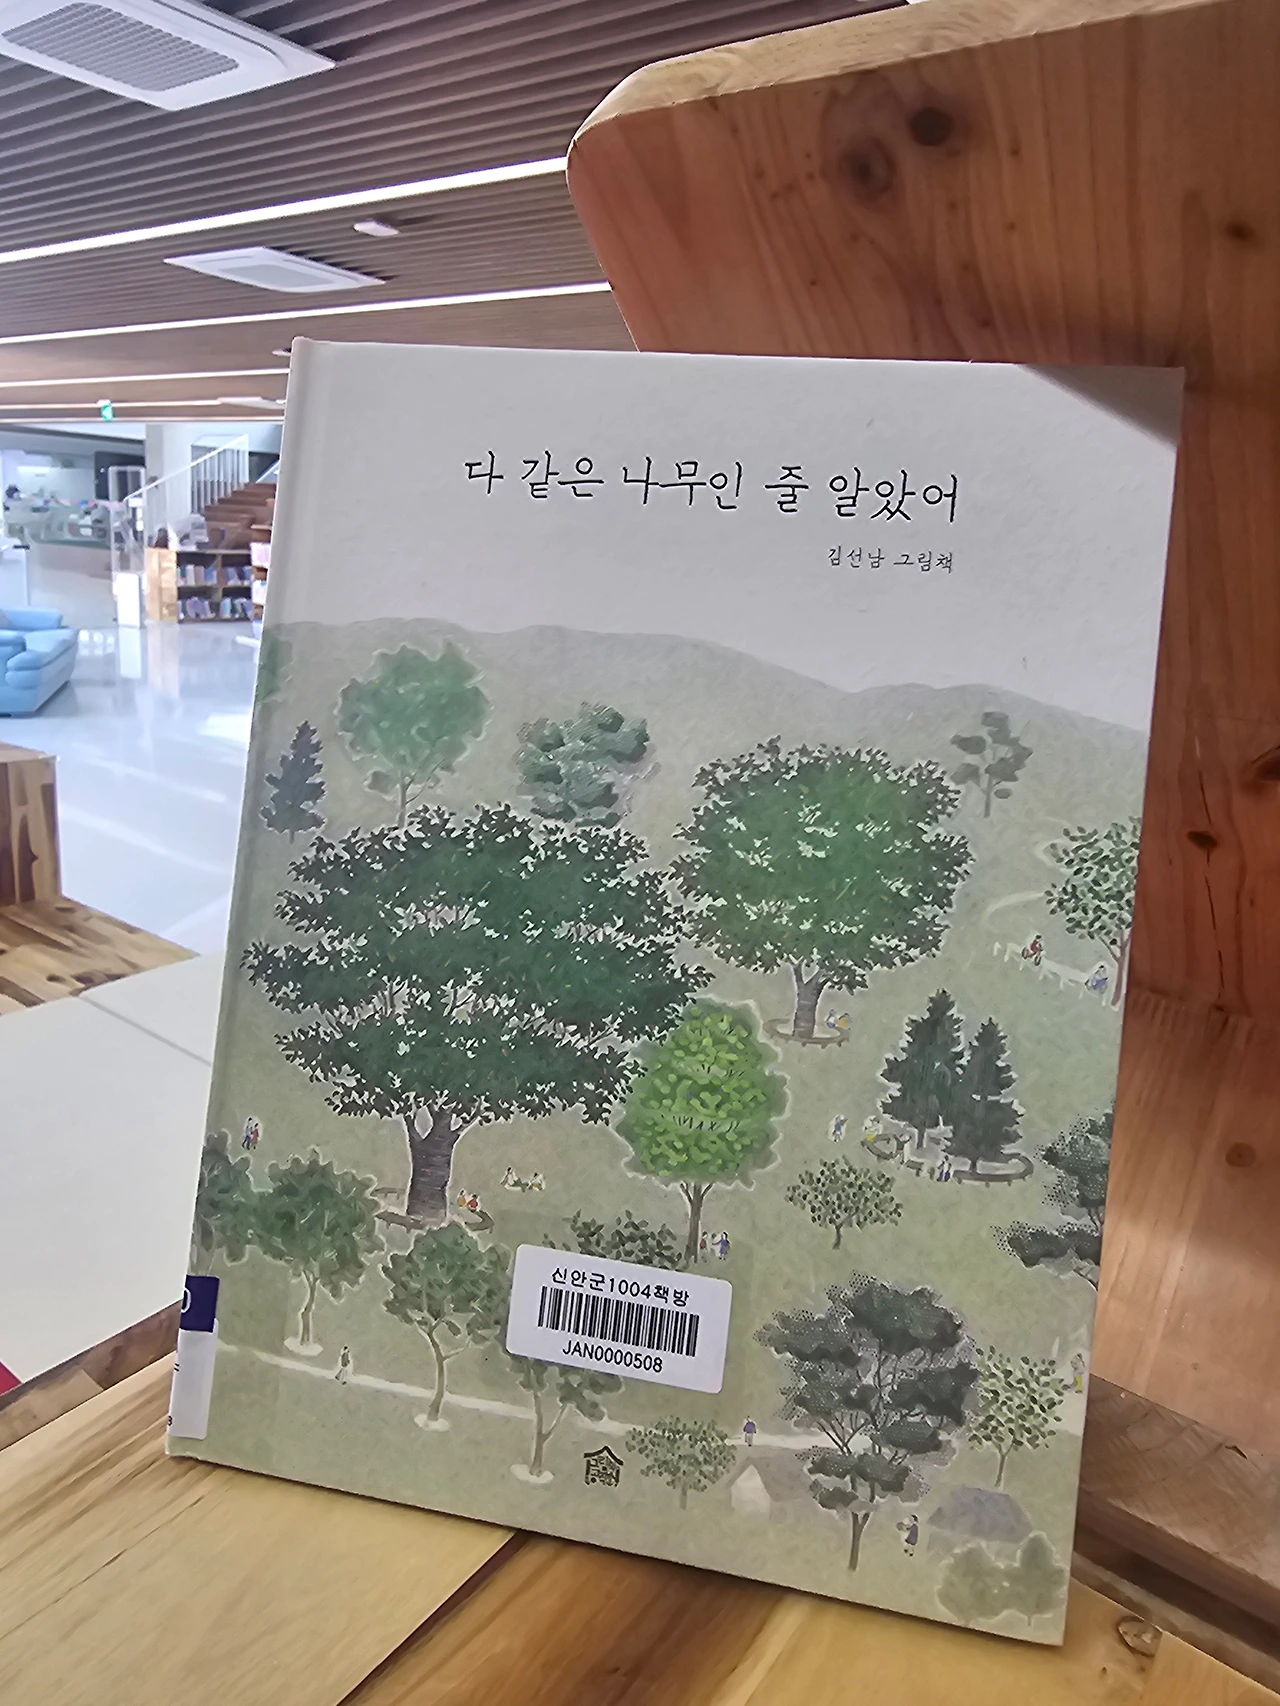 다 같은 나무인 줄 알았어
김선남 그림책
신안군1004책방
JAN0000508